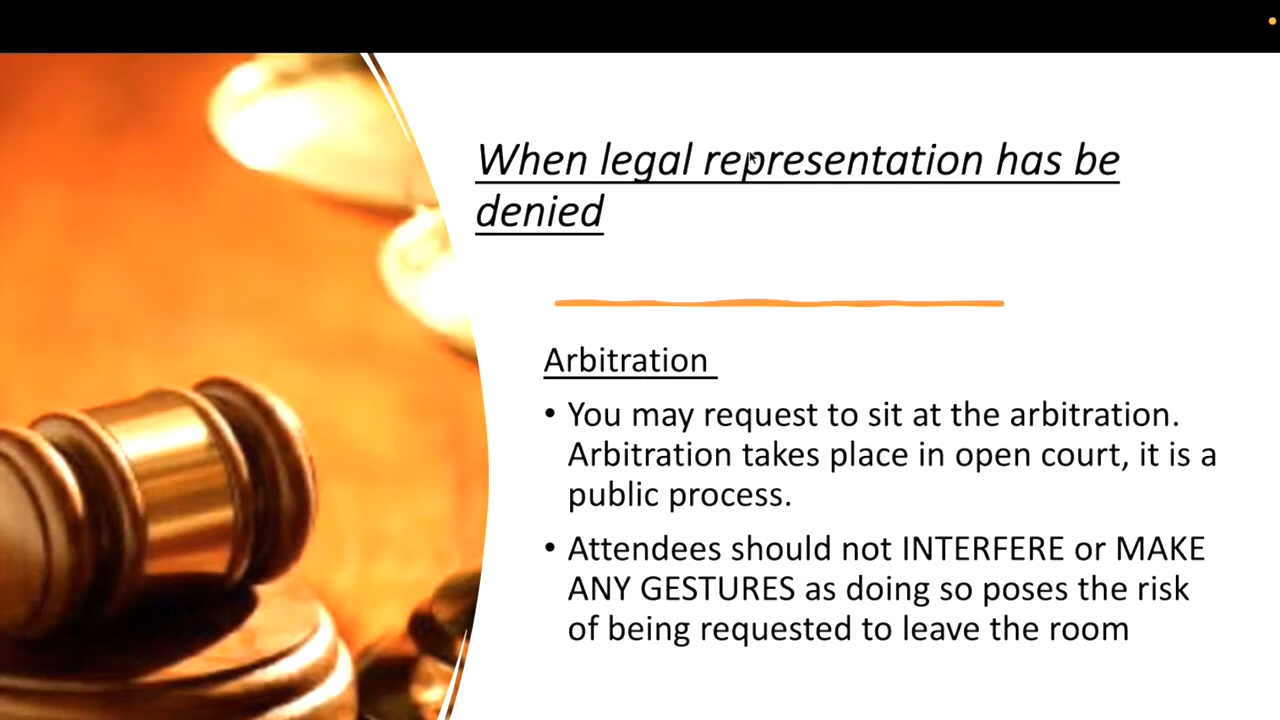 When legal representation has be
denied
Arbitration
• You may request to sit at the arbitration.
Arbitration takes place in open court, it is a
public process.
• Attendees should not INTERFERE or MAKE
ANY GESTURES as doing so poses the risk
of being requested to leave the room